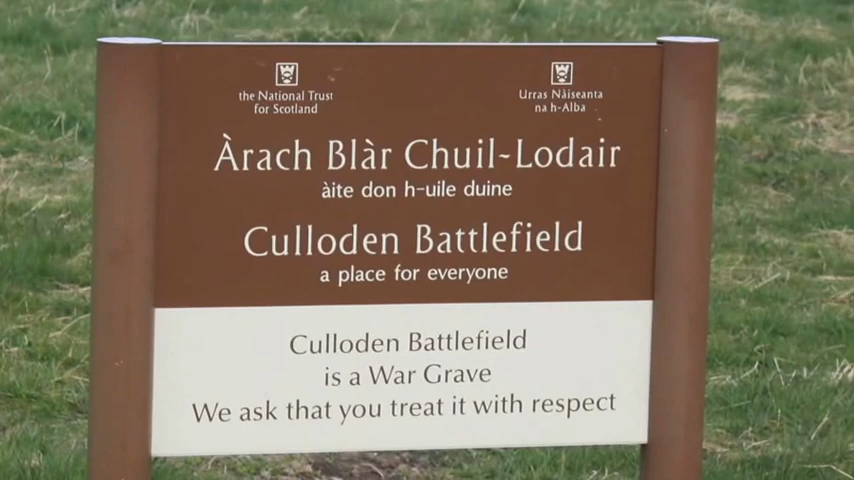 the National Trust
for Scotland
Urras Nàiseanta
na h-Alba
Àrach Blàr Chuil-Lodair
àite don h-uile duine
Culloden Battlefield
a place for everyone
Culloden Battlefield
is a War Grave
We ask that you treat it with respect